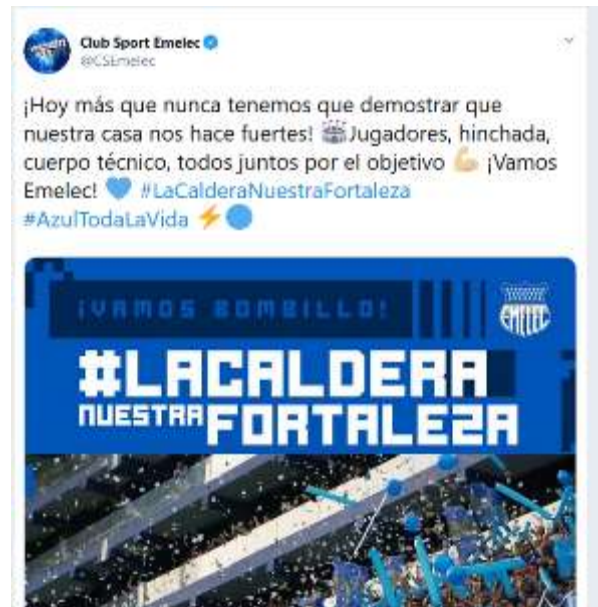 Club Sport Emelec
@CSEmelec
¡Hoy más que nunca tenemos que demostrar que
nuestra casa nos hace fuertes! Jugadores, hinchada,
cuerpo técnico, todos juntos por el objetivo 💪 ¡Vamos
Emelec! 💙 #LaCalderaNuestraFortaleza
#AzulTodaLaVida ⚡🔵
¡VAMOS BOMBILLO!
EMELEC
#LACALDERA
NUESTRA FORTALEZA